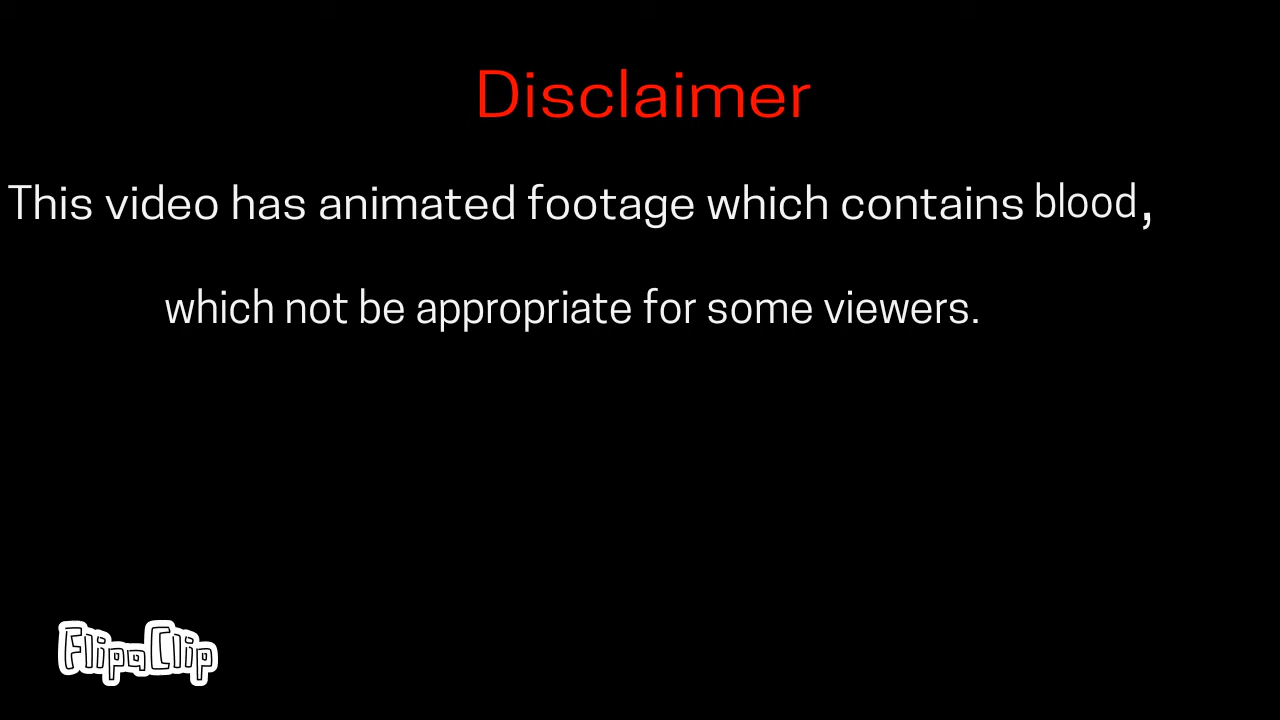 Disclaimer
This video has animated footage which contains blood,
which not be appropriate for some viewers.
FlipaClip